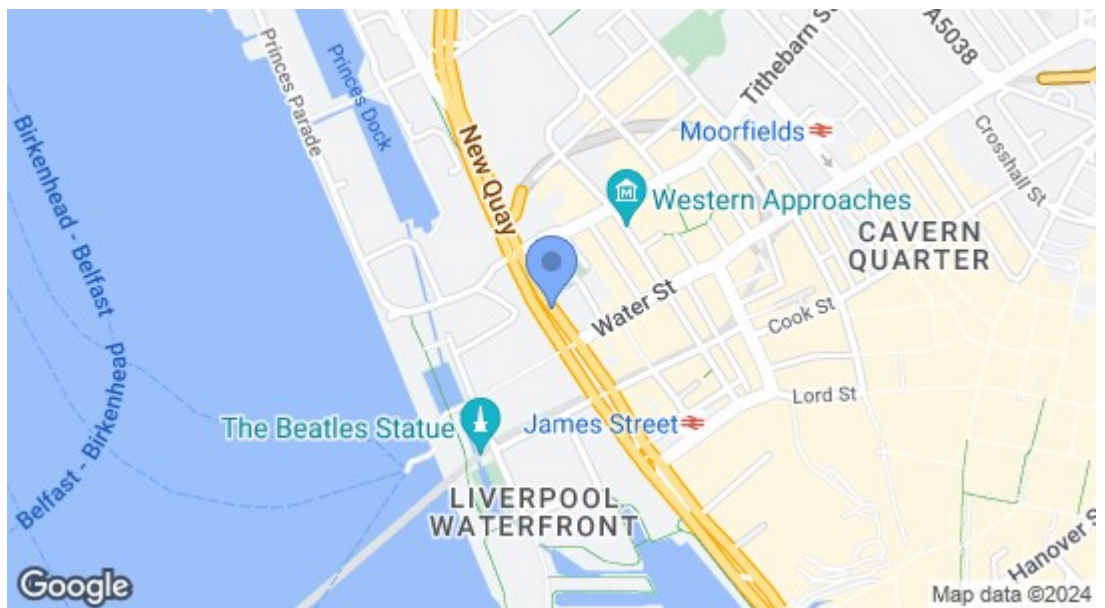 Tithebarn St
A5038
Princes Parade
Princes Dock
New Quay
Moorfields
Crosshall St
Western Approaches
CAVERN
QUARTER
Birkenhead - Belfast
Water St
Cook St
Lord St
The Beatles Statue
James Street
Belfast - Birkenhead
LIVERPOOL
WATERFRONT
Hanover S
Google
Map data ©2024